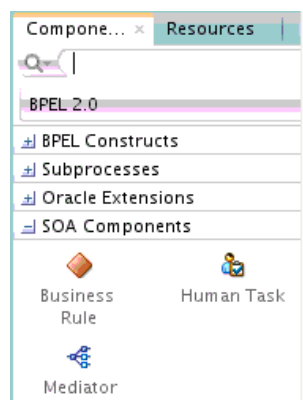 Compone... Resources
BPEL 2.0
BPEL Constructs
Subprocesses
Oracle Extensions
SOA Components
Business Rule
Human Task
Mediator